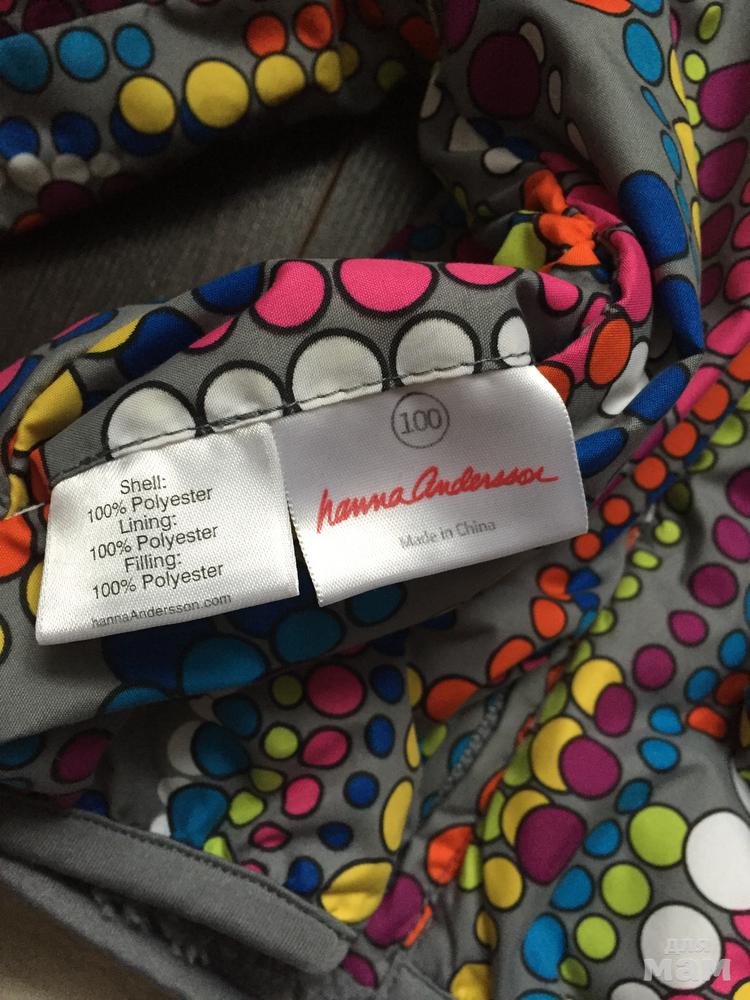 Shell:
100% Polyester
Lining:
100% Polyester
Filling:
100% Polyester
hannaAndersson.com
100
hanna Andersson
Made in China
для
мам